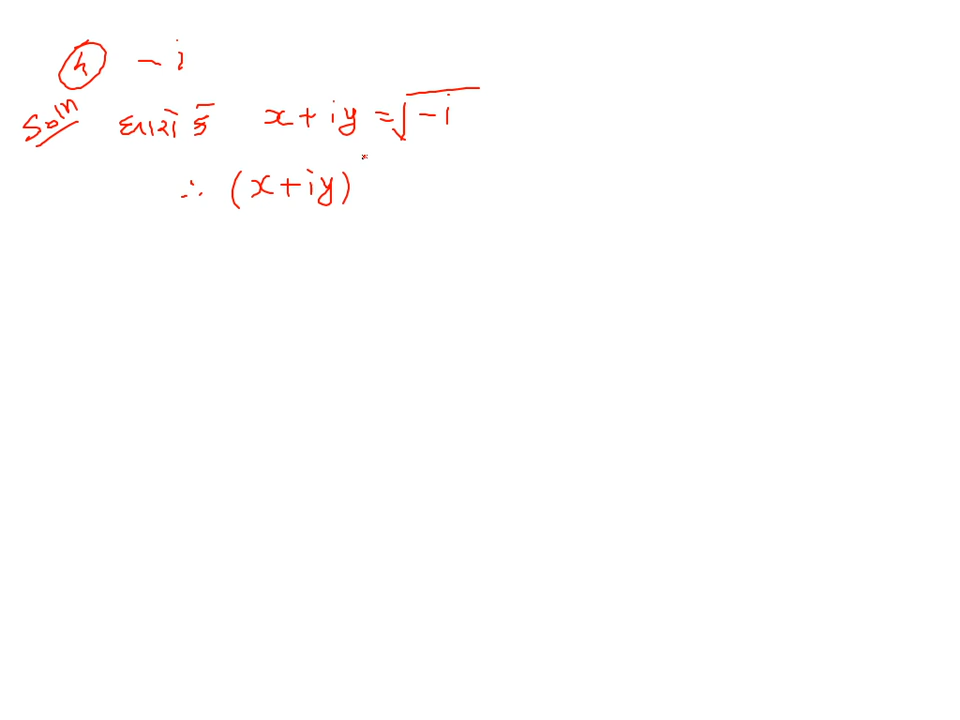 4 - i
Soln ધારો કે x + iy = √-i
∴ (x + iy)